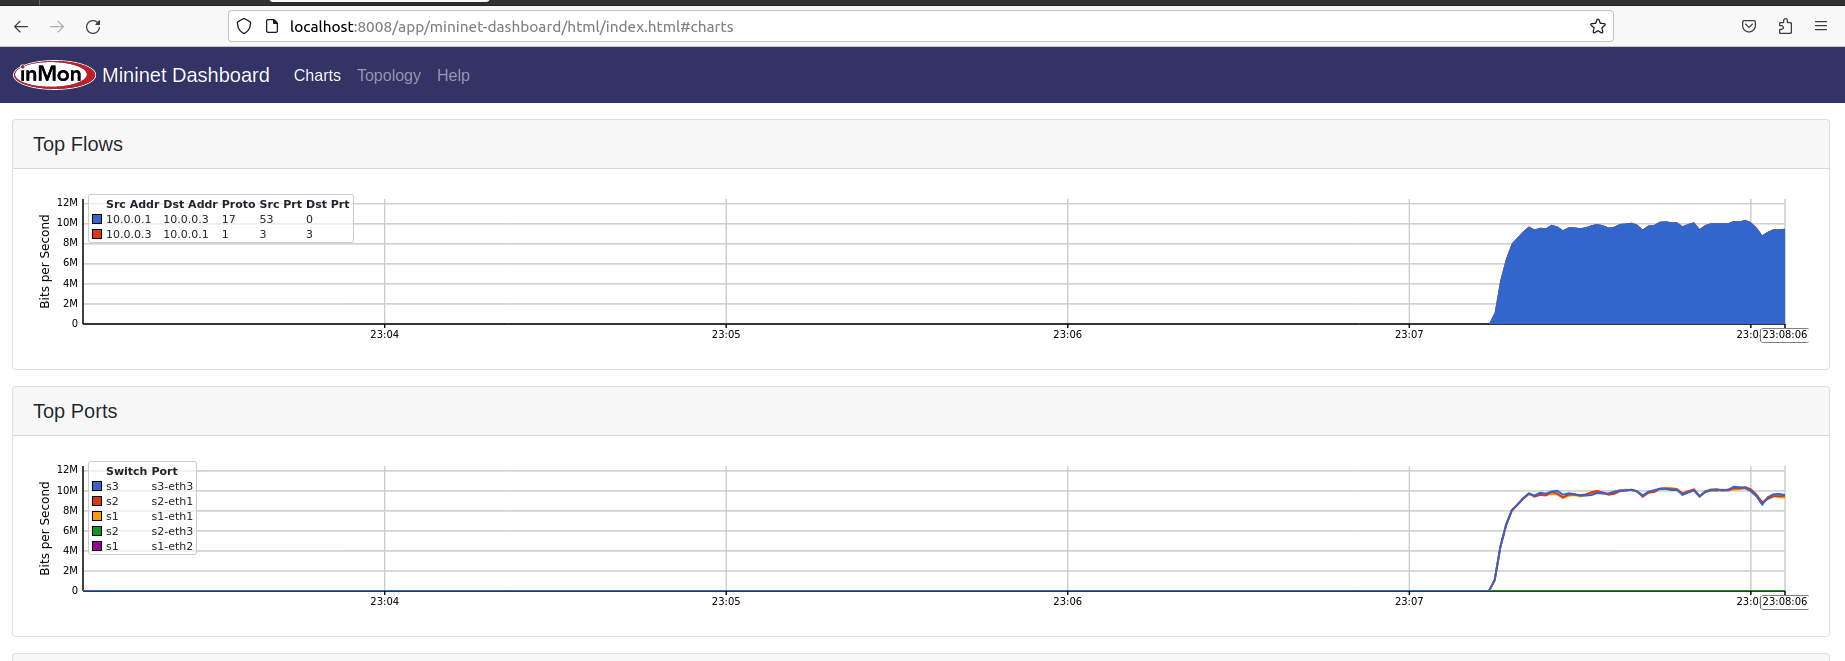 localhost:8008/app/mininet-dashboard/html/index.html#charts
inMon Mininet Dashboard Charts Topology Help
Top Flows
Bits per Second
12M
10M
8M
6M
4M
2M
0
Src Addr Dst Addr Proto Src Prt Dst Prt
10.0.0.1 10.0.0.3 17 53 0
10.0.0.3 10.0.0.1 1 3 3
23:04 23:05 23:06 23:07 23:0 23:08:06
Top Ports
Bits per Second
12M
10M
8M
6M
4M
2M
0
Switch Port
s3 s3-eth3
s2 s2-eth1
s1 s1-eth1
s2 s2-eth3
s1 s1-eth2
23:04 23:05 23:06 23:07 23:0 23:08:06